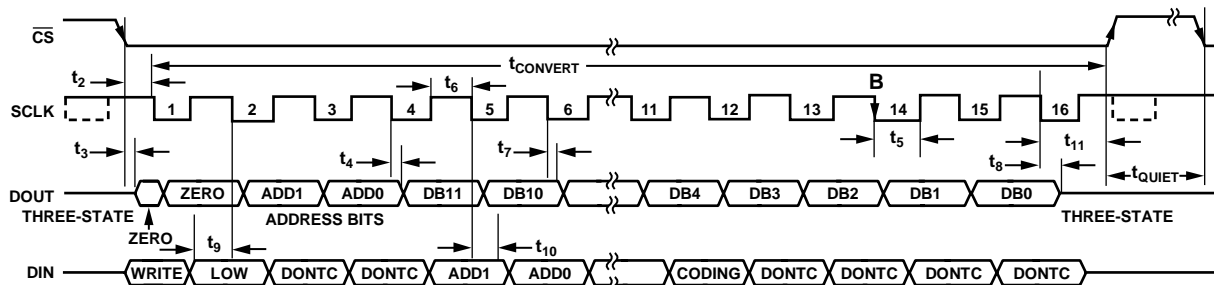 CS
t2
tCONVERT
t6
B
SCLK
1 2 3 4 5 6 11 12 13 14 15 16
t3
t4
t7
t5
t8
t11
tQUIET
DOUT
ZERO ADD1 ADD0 DB11 DB10 DB4 DB3 DB2 DB1 DB0
THREE-STATE
ADDRESS BITS
THREE-STATE
ZERO
t9
t10
DIN
WRITE LOW DONTC DONTC ADD1 ADD0 CODING DONTC DONTC DONTC DONTC